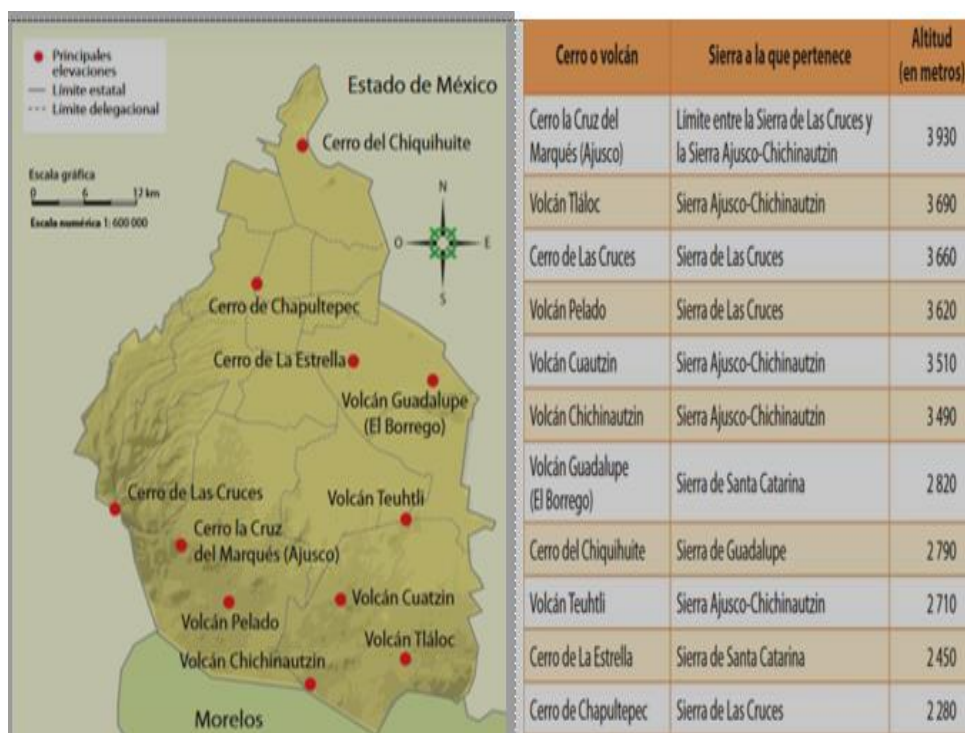 Principales
elevaciones
Límite estatal
Límite delegacional
Escala gráfica
0 6 12 km
Escala numérica 1: 600 000
Estado de México
Cerro del Chiquihuite
N
O E
S
Cerro de Chapultepec
Cerro de La Estrella
Volcán Guadalupe
(El Borrego)
Cerro de Las Cruces
Volcán Teuhtli
Cerro la Cruz
del Marqués (Ajusco)
Volcán Cuatzin
Volcán Pelado
Volcán Tláloc
Volcán Chichinautzin
Morelos
Cerro o volcán Sierra a la que pertenece Altitud
(en metros)
Cerro la Cruz del Límite entre la Sierra de Las Cruces y
Marqués (Ajusco) la Sierra Ajusco-Chichinautzin 3 930
Volcán Tláloc Sierra Ajusco-Chichinautzin 3 690
Cerro de Las Cruces Sierra de Las Cruces 3 660
Volcán Pelado Sierra de Las Cruces 3 620
Volcán Cuautzin Sierra Ajusco-Chichinautzin 3 510
Volcán Chichinautzin Sierra Ajusco-Chichinautzin 3 490
Volcán Guadalupe
(El Borrego) Sierra de Santa Catarina 2 820
Cerro del Chiquihuite Sierra de Guadalupe 2 790
Volcán Teuhtli Sierra Ajusco-Chichinautzin 2 710
Cerro de La Estrella Sierra de Santa Catarina 2 450
Cerro de Chapultepec Sierra de Las Cruces 2 280